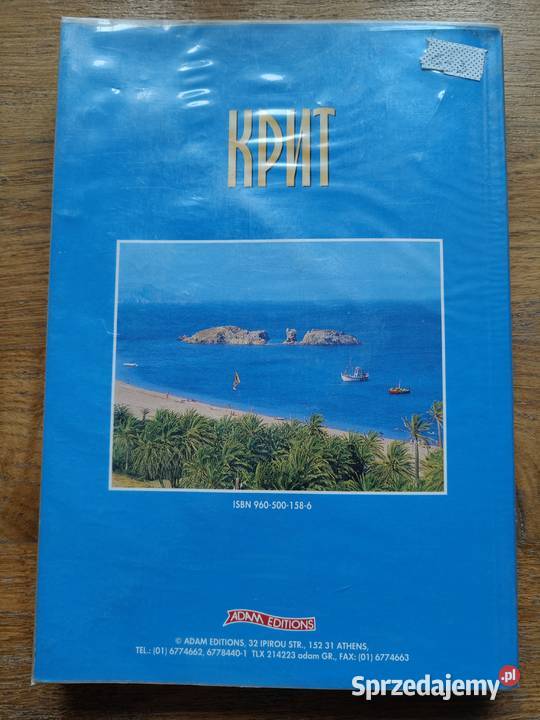 КРИТ
ISBN 960-500-158-6
ADAM EDITIONS
© ADAM EDITIONS, 32 IPIROU STR., 152 31 ATHENS,
TEL.: (01) 6774662, 6778440-1 TLX 214223 adam GR., FAX: (01) 6774663
Sprzedajemy.pl